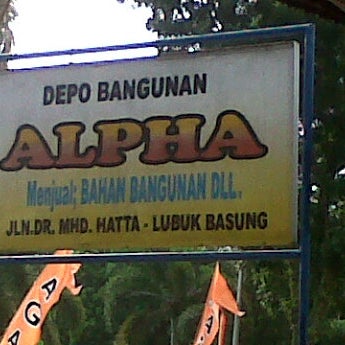 DEPO BANGUNAN
ALPHA
Menjual; BAHAN BANGUNAN DLL.
JLN.DR. MHD. HATTA - LUBUK BASUNG